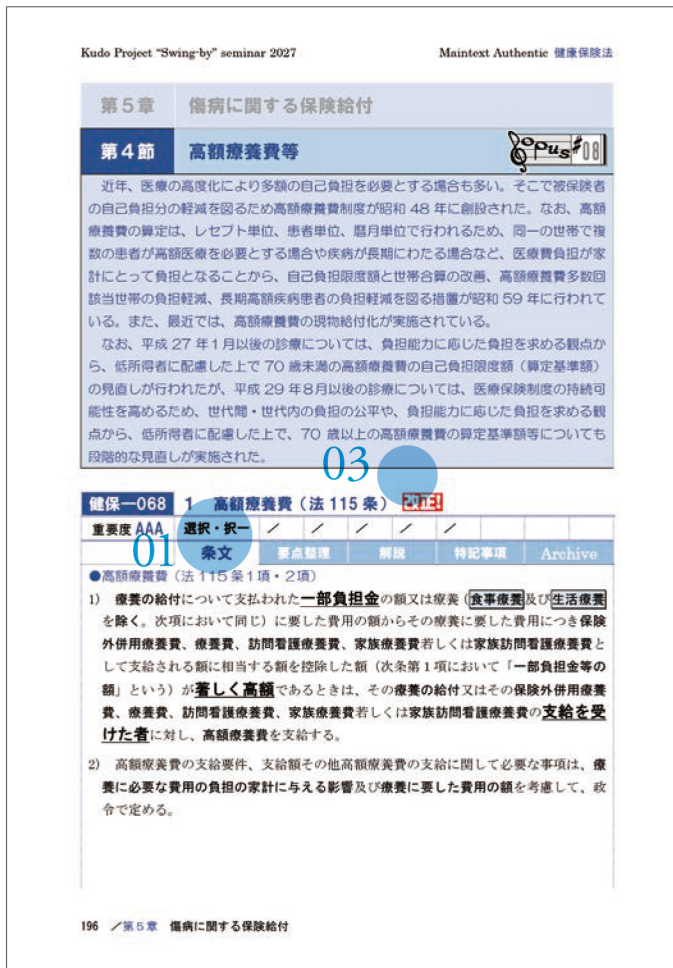 Kudo Project “Swing-by” seminar 2027 Maintext Authentic 健康保険法
第5章 傷病に関する保険給付
第4節 高額療養費等 opus #08
近年、医療の高度化により多額の自己負担を必要とする場合も多い。そこで被保険者
の自己負担分の軽減を図るため高額療養費制度が昭和 48 年に創設された。なお、高額
療養費の算定は、レセプト単位、患者単位、暦月単位で行われるため、同一の世帯で複
数の患者が高額医療を必要とする場合や疾病が長期にわたる場合など、医療費負担が家
計にとって負担となることから、自己負担限度額と世帯合算の改善、高額療養費多数回
該当世帯の負担軽減、長期高額疾病患者の負担軽減を図る措置が昭和 59 年に行われて
いる。また、最近では、高額療養費の現物給付化が実施されている。
なお、平成 27 年1月以後の診療については、負担能力に応じた負担を求める観点か
ら、低所得者に配慮した上で 70 歳未満の高額療養費の自己負担限度額（算定基準額）
の見直しが行われたが、平成 29 年8月以後の診療については、医療保険制度の持続可
能性を高めるため、世代間・世代内の負担の公平や、負担能力に応じた負担を求める観
点から、低所得者に配慮した上で、70 歳以上の高額療養費の算定基準額等についても
段階的な見直しが実施された。
03
健保―068 1 高額療養費（法 115 条） 改正!
重要度 AAA 選択・択一 / / / / /
01
条文 要点整理 解説 特記事項 Archive
●高額療養費（法 115 条1項・2項）
1) 療養の給付について支払われた一部負担金の額又は療養（食事療養及び生活療養
を除く。次項において同じ）に要した費用の額からその療養に要した費用につき保険
外併用療養費、療養費、訪問看護療養費、家族療養費若しくは家族訪問看護療養費と
して支給される額に相当する額を控除した額（次条第1項において「一部負担金等の
額」という）が著しく高額であるときは、その療養の給付又はその保険外併用療養
費、療養費、訪問看護療養費、家族療養費若しくは家族訪問看護療養費の支給を受
けた者に対し、高額療養費を支給する。
2) 高額療養費の支給要件、支給額その他高額療養費の支給に関して必要な事項は、療
養に必要な費用の負担の家計に与える影響及び療養に要した費用の額を考慮して、政
令で定める。
196 /第5章 傷病に関する保険給付